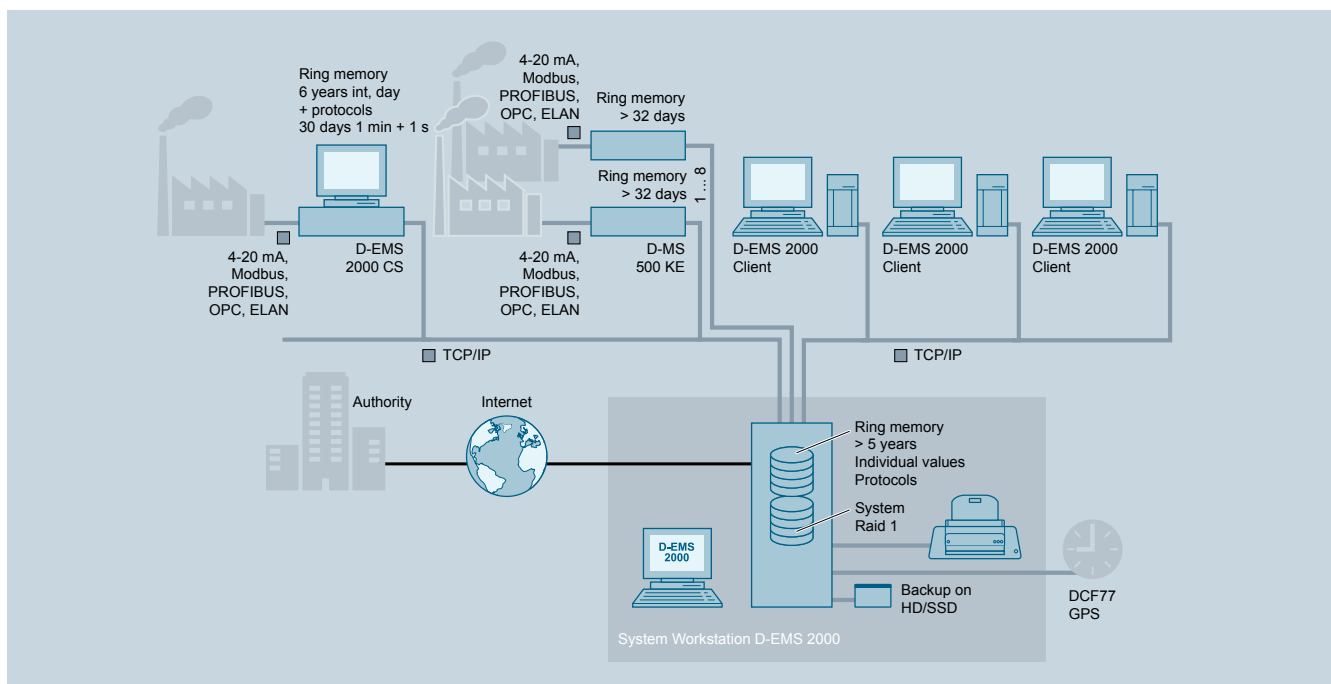 Ring memory
6 years int, day
+ protocols
30 days 1 min + 1 s
4-20 mA,
Modbus,
PROFIBUS,
OPC, ELAN
D-EMS
2000 CS
4-20 mA,
Modbus,
PROFIBUS,
OPC, ELAN
Ring memory
> 32 days
Ring memory
> 32 days
1 ... 8
4-20 mA,
Modbus,
PROFIBUS,
OPC, ELAN
D-MS
500 KE
D-EMS 2000
Client
D-EMS 2000
Client
D-EMS 2000
Client
TCP/IP
TCP/IP
Authority
Internet
Ring memory
> 5 years
Individual values
Protocols
System
Raid 1
D-EMS
2000
Backup on
HD/SSD
DCF77
GPS
System Workstation D-EMS 2000